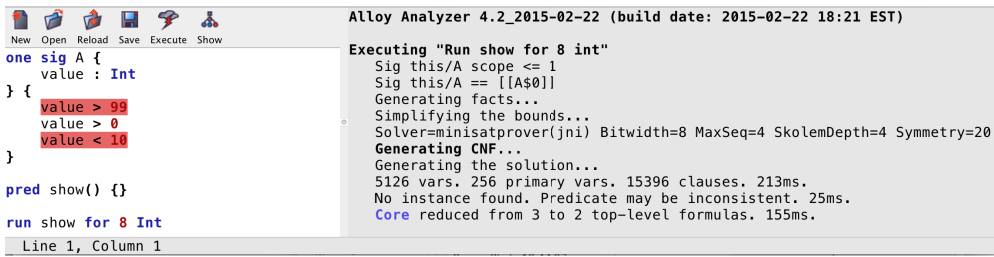 New Open Reload Save Execute Show
one sig A {
value : Int
} {
value > 99
value > 0
value < 10
}
pred show() {}
run show for 8 Int
Line 1, Column 1
Alloy Analyzer 4.2_2015-02-22 (build date: 2015-02-22 18:21 EST)
Executing "Run show for 8 int"
Sig this/A scope <= 1
Sig this/A == [[A$0]]
Generating facts...
Simplifying the bounds...
Solver=minisatprover(jni) Bitwidth=8 MaxSeq=4 SkolemDepth=4 Symmetry=20
Generating CNF...
Generating the solution...
5126 vars. 256 primary vars. 15396 clauses. 213ms.
No instance found. Predicate may be inconsistent. 25ms.
Core reduced from 3 to 2 top-level formulas. 155ms.